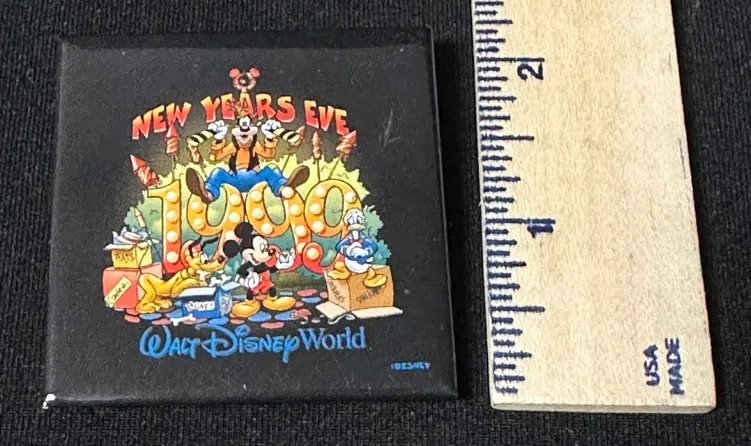 NEW YEARS EVE
1999
WALT DISNEY World
©DISNEY
2
1
USA
MADE